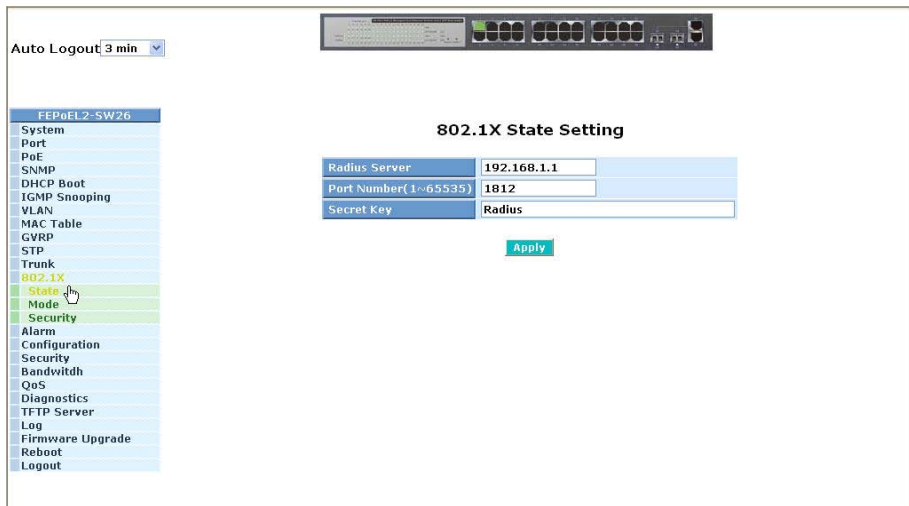 Auto Logout 3 min
FEPoEL2-SW26
System
Port
PoE
SNMP
DHCP Boot
IGMP Snooping
VLAN
MAC Table
GVRP
STP
Trunk
802.1X
State
Mode
Security
Alarm
Configuration
Security
Bandwitdh
QoS
Diagnostics
TFTP Server
Log
Firmware Upgrade
Reboot
Logout
802.1X State Setting
Radius Server 192.168.1.1
Port Number(1~65535) 1812
Secret Key Radius
Apply